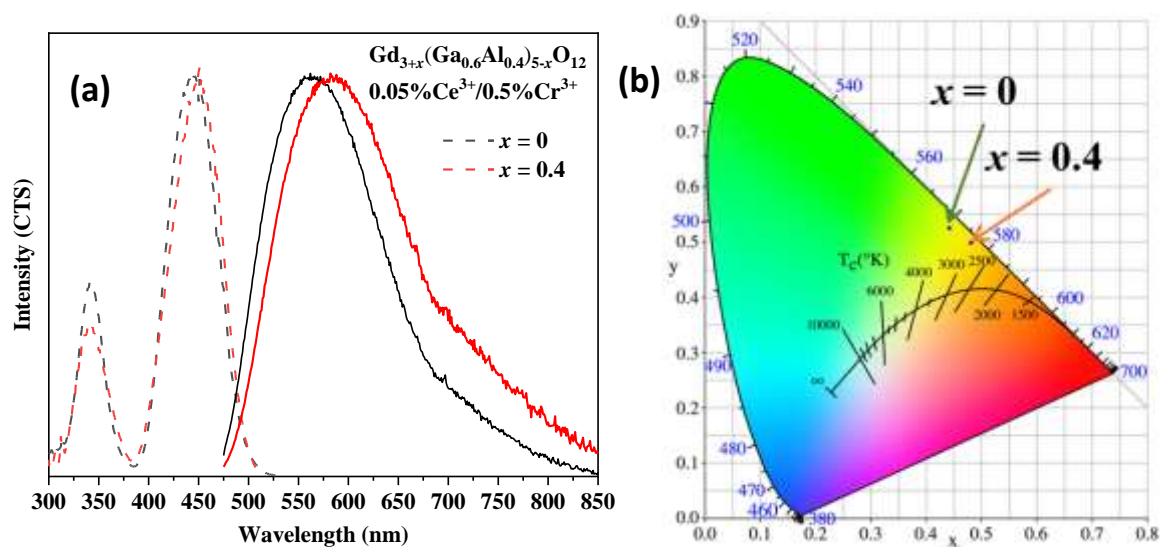 (a)
Gd3+x(Ga0.6Al0.4)5-xO12
0.05%Ce3+/0.5%Cr3+
x = 0
x = 0.4
Intensity (CTS)
300 350 400 450 500 550 600 650 700 750 800 850
Wavelength (nm)
(b)
x = 0
x = 0.4
0.9
0.8
0.7
0.6
0.5
y
0.4
0.3
0.2
0.1
0.0
0.0 0.1 0.2 0.3 0.4 0.5 0.6 0.7 0.8
x
520
540
560
580
600
620
700
500
490
480
470
460
380
TC(°K)
∞
10000
6000
4000
3000
2500
2000
1500